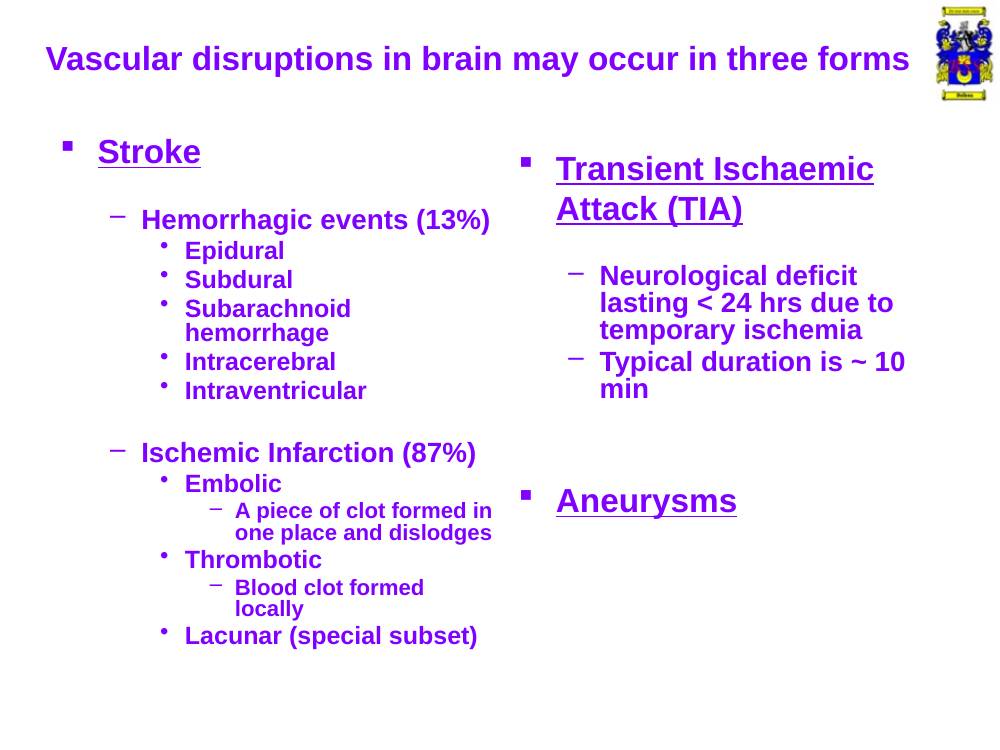 Vascular disruptions in brain may occur in three forms
▪ Stroke
– Hemorrhagic events (13%)
• Epidural
• Subdural
• Subarachnoid
hemorrhage
• Intracerebral
• Intraventricular
– Ischemic Infarction (87%)
• Embolic
– A piece of clot formed in
one place and dislodges
• Thrombotic
– Blood clot formed
locally
• Lacunar (special subset)
▪ Transient Ischaemic
Attack (TIA)
– Neurological deficit
lasting < 24 hrs due to
temporary ischemia
– Typical duration is ~ 10
min
▪ Aneurysms